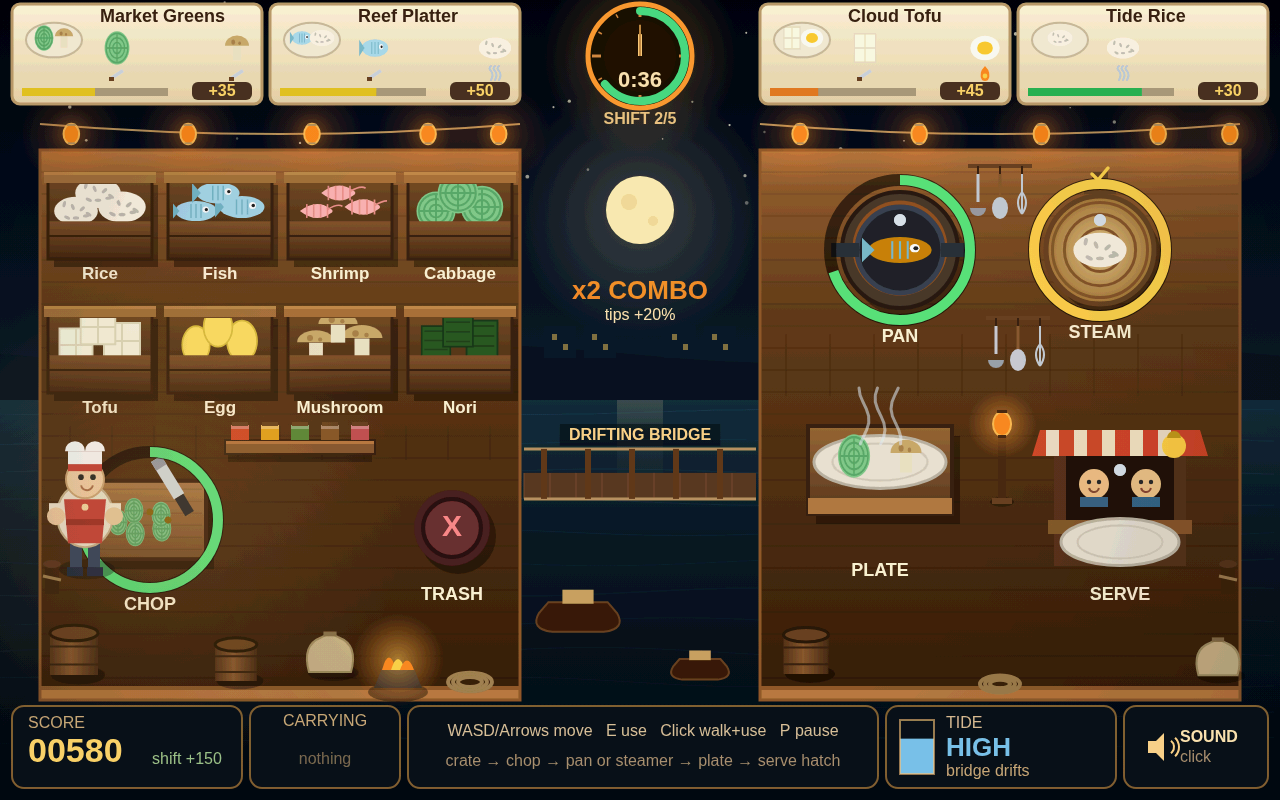 Market Greens
+35
Reef Platter
+50
0:36
SHIFT 2/5
Cloud Tofu
+45
Tide Rice
+30
Rice
Fish
Shrimp
Cabbage
Tofu
Egg
Mushroom
Nori
x2 COMBO
tips +20%
PAN
STEAM
DRIFTING BRIDGE
CHOP
X
TRASH
PLATE
SERVE
SCORE
00580
shift +150
CARRYING
nothing
WASD/Arrows move E use Click walk+use P pause
crate → chop → pan or steamer → plate → serve hatch
TIDE
HIGH
bridge drifts
SOUND
click